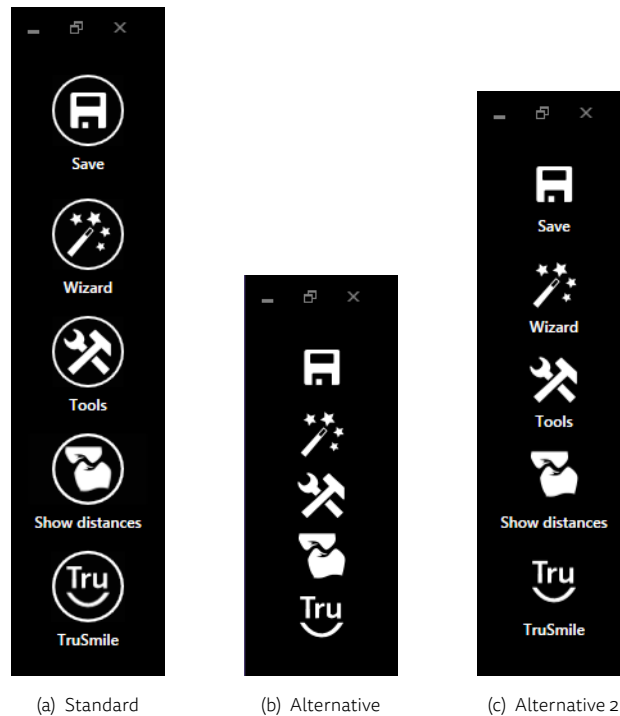 Save
Wizard
Tools
Show distances
Tru
TruSmile
(a) Standard
Tru
(b) Alternative
Save
Wizard
Tools
Show distances
Tru
TruSmile
(c) Alternative 2